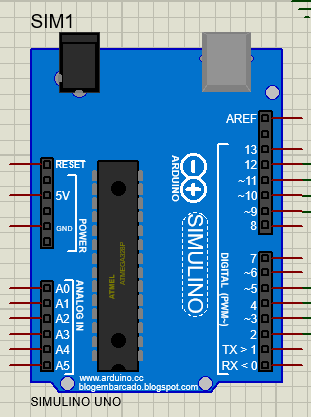 SIM1
AREF
RESET
5V
GND
POWER
13
12
~11
~10
~9
8
ARDUINO
SIMULINO
ATMEL
ATMEGA328P
7
~6
~5
4
~3
2
TX > 1
RX < 0
DIGITAL (PWM~)
A0
A1
A2
A3
A4
A5
ANALOG IN
www.arduino.cc
blogembarcado.blogspot.com
SIMULINO UNO